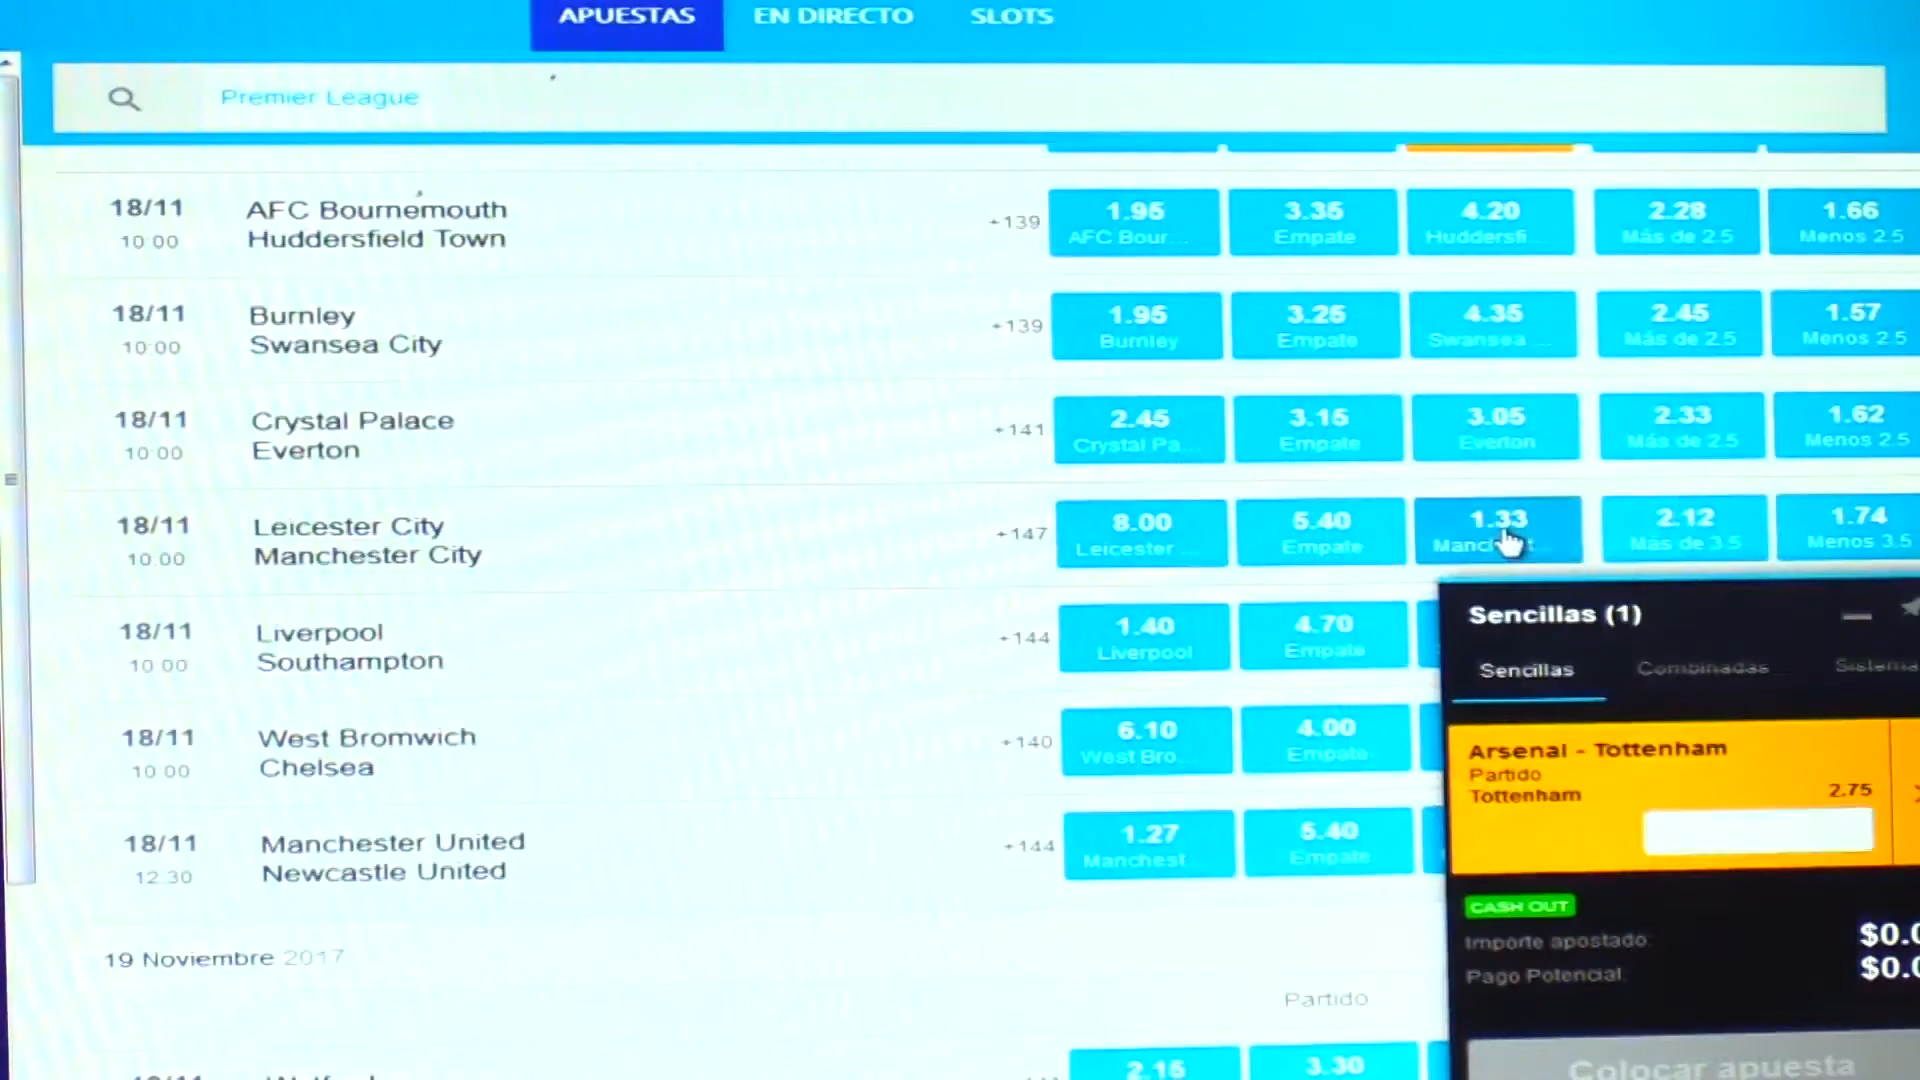 APUESTAS EN DIRECTO SLOTS
Premier League
18/11 AFC Bournemouth +139 1.95 3.35 4.20 2.28 1.66
10:00 Huddersfield Town AFC Bour... Empate Huddersfi... Más de 2.5 Menos 2.5
18/11 Burnley +139 1.95 3.25 4.35 2.45 1.57
10:00 Swansea City Burnley Empate Swansea ... Más de 2.5 Menos 2.5
18/11 Crystal Palace +141 2.45 3.15 3.05 2.33 1.62
10:00 Everton Crystal Pa... Empate Everton Más de 2.5 Menos 2.5
18/11 Leicester City +147 8.00 5.40 1.33 2.12 1.74
10:00 Manchester City Leicester ... Empate Más de 3.5 Menos 3.5
18/11 Liverpool +144 1.40 4.70
10:00 Southampton Liverpool Empate
18/11 West Bromwich +140 6.10 4.00
10:00 Chelsea West Bro... Empate
18/11 Manchester United +144 1.27 5.40
12:30 Newcastle United Manchest... Empate
19 Noviembre 2017
Partido
2.15 3.30
Sencillas (1)
Sencillas Combinadas Sistema
Arsenal - Tottenham
Partido
Tottenham 2.75
CASH OUT
Importe apostado: $0.0
Pago Potencial: $0.0
Colocar apuesta